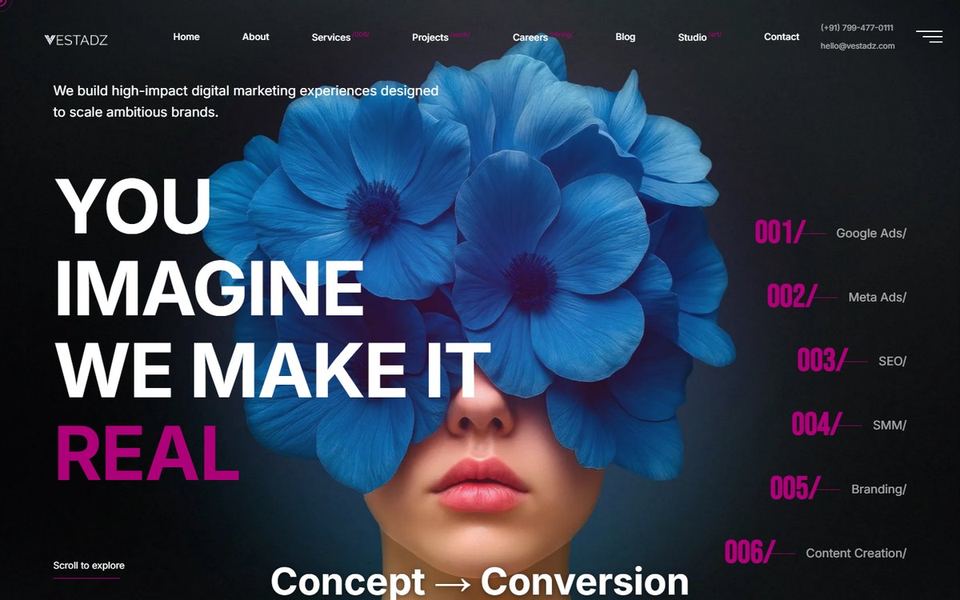 VESTADZ
Home
About
Services
Projects
Careers
Blog
Studio
Contact
(+91) 799-477-0111
hello@vestadz.com
We build high-impact digital marketing experiences designed
to scale ambitious brands.
YOU
IMAGINE
WE MAKE IT
REAL
001/ Google Ads/
002/ Meta Ads/
003/ SEO/
004/ SMM/
005/ Branding/
006/ Content Creation/
Scroll to explore
Concept → Conversion